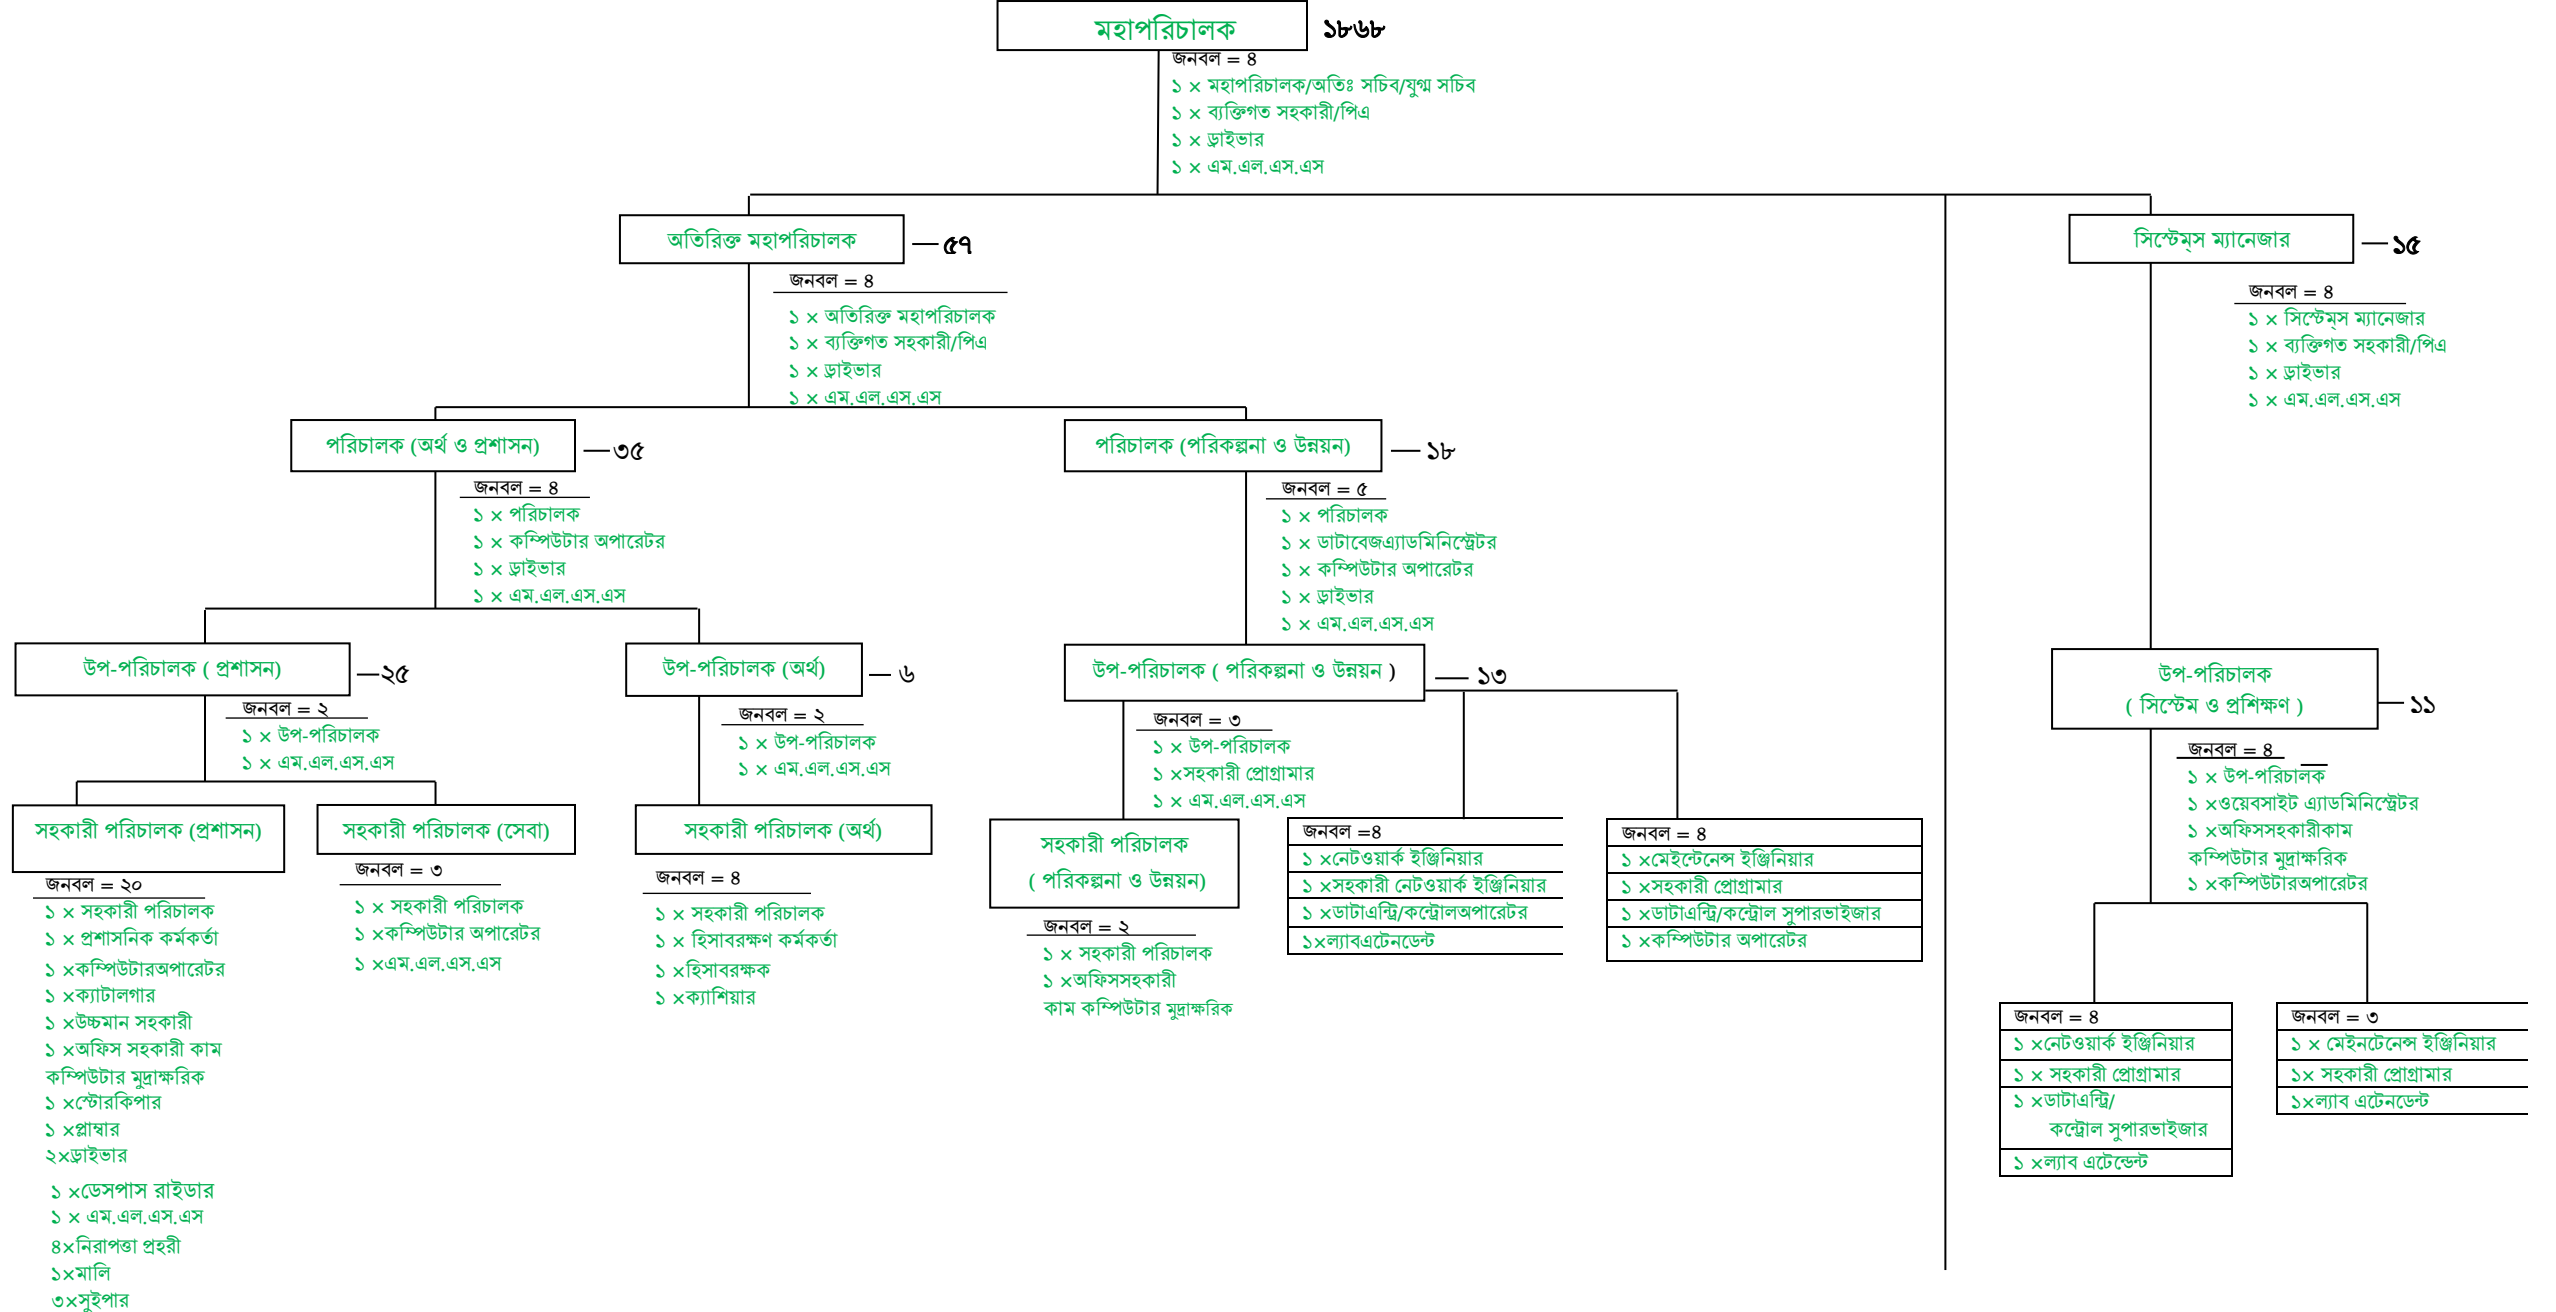 মহাপরিচালক
১৮৬৮
জনবল = ৪
১ × মহাপরিচালক/অতিঃ সচিব/যুগ্ম সচিব
১ × ব্যক্তিগত সহকারী/পিএ
১ × ড্রাইভার
১ × এম.এল.এস.এস
অতিরিক্ত মহাপরিচালক
৫৭
জনবল = ৪
১ × অতিরিক্ত মহাপরিচালক
১ × ব্যক্তিগত সহকারী/পিএ
১ × ড্রাইভার
১ × এম.এল.এস.এস
সিস্টেম্স ম্যানেজার
১৫
জনবল = ৪
১ × সিস্টেম্স ম্যানেজার
১ × ব্যক্তিগত সহকারী/পিএ
১ × ড্রাইভার
১ × এম.এল.এস.এস
পরিচালক (অর্থ ও প্রশাসন)
৩৫
জনবল = ৪
১ × পরিচালক
১ × কম্পিউটার অপারেটর
১ × ড্রাইভার
১ × এম.এল.এস.এস
পরিচালক (পরিকল্পনা ও উন্নয়ন)
১৮
জনবল = ৫
১ × পরিচালক
১ × ডাটাবেজএ্যাডমিনিস্ট্রেটর
১ × কম্পিউটার অপারেটর
১ × ড্রাইভার
১ × এম.এল.এস.এস
উপ-পরিচালক ( প্রশাসন)
২৫
জনবল = ২
১ × উপ-পরিচালক
১ × এম.এল.এস.এস
উপ-পরিচালক (অর্থ)
৬
জনবল = ২
১ × উপ-পরিচালক
১ × এম.এল.এস.এস
উপ-পরিচালক ( পরিকল্পনা ও উন্নয়ন )
১৩
জনবল = ৩
১ × উপ-পরিচালক
১ ×সহকারী প্রোগ্রামার
১ × এম.এল.এস.এস
উপ-পরিচালক
( সিস্টেম ও প্রশিক্ষণ )
১১
জনবল = ৪
১ × উপ-পরিচালক
১ ×ওয়েবসাইট এ্যাডমিনিস্ট্রেটর
১ ×অফিসসহকারীকাম
কম্পিউটার মুদ্রাক্ষরিক
১ ×কম্পিউটারঅপারেটর
সহকারী পরিচালক (প্রশাসন)
জনবল = ২০
১ × সহকারী পরিচালক
১ × প্রশাসনিক কর্মকর্তা
১ ×কম্পিউটারঅপারেটর
১ ×ক্যাটালগার
১ ×উচ্চমান সহকারী
১ ×অফিস সহকারী কাম
কম্পিউটার মুদ্রাক্ষরিক
১ ×স্টোরকিপার
১ ×প্লাম্বার
২×ড্রাইভার
১ ×ডেসপাস রাইডার
১ × এম.এল.এস.এস
৪×নিরাপত্তা প্রহরী
১×মালি
৩×সুইপার
সহকারী পরিচালক (সেবা)
জনবল = ৩
১ × সহকারী পরিচালক
১ ×কম্পিউটার অপারেটর
১ ×এম.এল.এস.এস
সহকারী পরিচালক (অর্থ)
জনবল = ৪
১ × সহকারী পরিচালক
১ × হিসাবরক্ষণ কর্মকর্তা
১ ×হিসাবরক্ষক
১ ×ক্যাশিয়ার
সহকারী পরিচালক
( পরিকল্পনা ও উন্নয়ন)
জনবল = ২
১ × সহকারী পরিচালক
১ ×অফিসসহকারী
কাম কম্পিউটার মুদ্রাক্ষরিক
জনবল =৪
১ ×নেটওয়ার্ক ইঞ্জিনিয়ার
১ ×সহকারী নেটওয়ার্ক ইঞ্জিনিয়ার
১ ×ডাটাএন্ট্রি/কন্ট্রোলঅপারেটর
১×ল্যাবএটেনডেন্ট
জনবল = ৪
১ ×মেইন্টেনেন্স ইঞ্জিনিয়ার
১ ×সহকারী প্রোগ্রামার
১ ×ডাটাএন্ট্রি/কন্ট্রোল সুপারভাইজার
১ ×কম্পিউটার অপারেটর
জনবল = ৪
১ ×নেটওয়ার্ক ইঞ্জিনিয়ার
১ × সহকারী প্রোগ্রামার
১ ×ডাটাএন্ট্রি/
কন্ট্রোল সুপারভাইজার
১ ×ল্যাব এটেন্ডেন্ট
জনবল = ৩
১ × মেইনটেনেন্স ইঞ্জিনিয়ার
১× সহকারী প্রোগ্রামার
১×ল্যাব এটেনডেন্ট